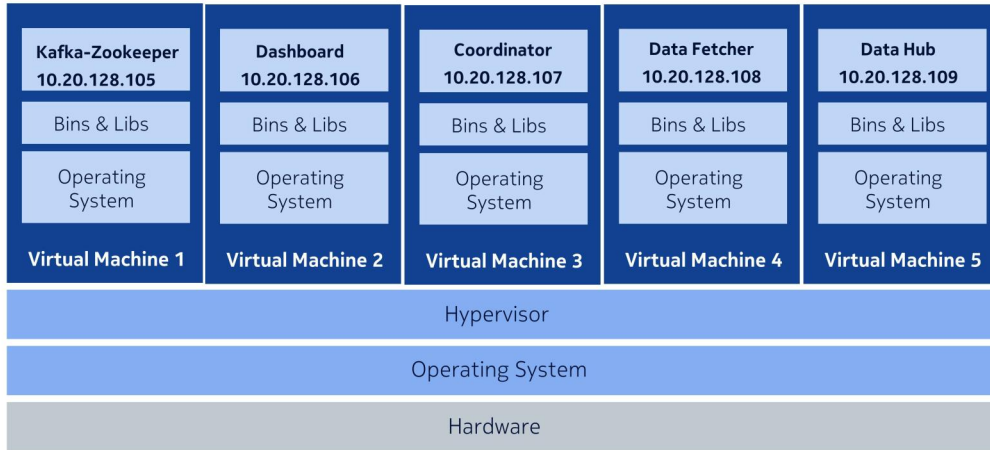 Kafka-Zookeeper
10.20.128.105
Bins & Libs
Operating
System
Virtual Machine 1
Dashboard
10.20.128.106
Bins & Libs
Operating
System
Virtual Machine 2
Coordinator
10.20.128.107
Bins & Libs
Operating
System
Virtual Machine 3
Data Fetcher
10.20.128.108
Bins & Libs
Operating
System
Virtual Machine 4
Data Hub
10.20.128.109
Bins & Libs
Operating
System
Virtual Machine 5
Hypervisor
Operating System
Hardware